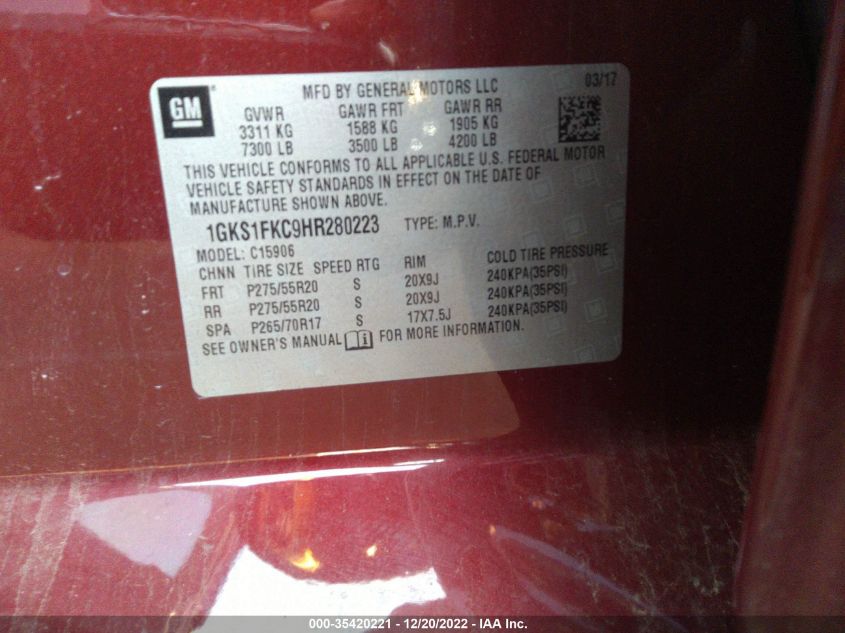 MFD BY GENERAL MOTORS LLC 03/17
GM
GVWR GAWR FRT GAWR RR
3311 KG 1588 KG 1905 KG
7300 LB 3500 LB 4200 LB
THIS VEHICLE CONFORMS TO ALL APPLICABLE U.S. FEDERAL MOTOR
VEHICLE SAFETY STANDARDS IN EFFECT ON THE DATE OF
MANUFACTURE SHOWN ABOVE.
1GKS1FKC9HR280223 TYPE: M.P.V.
MODEL: C15906
CHNN TIRE SIZE SPEED RTG RIM COLD TIRE PRESSURE
FRT P275/55R20 S 20X9J 240KPA(35PSI)
RR P275/55R20 S 20X9J 240KPA(35PSI)
SPA P265/70R17 S 17X7.5J 240KPA(35PSI)
SEE OWNER'S MANUAL FOR MORE INFORMATION.
000-35420221 - 12/20/2022 - IAA Inc.